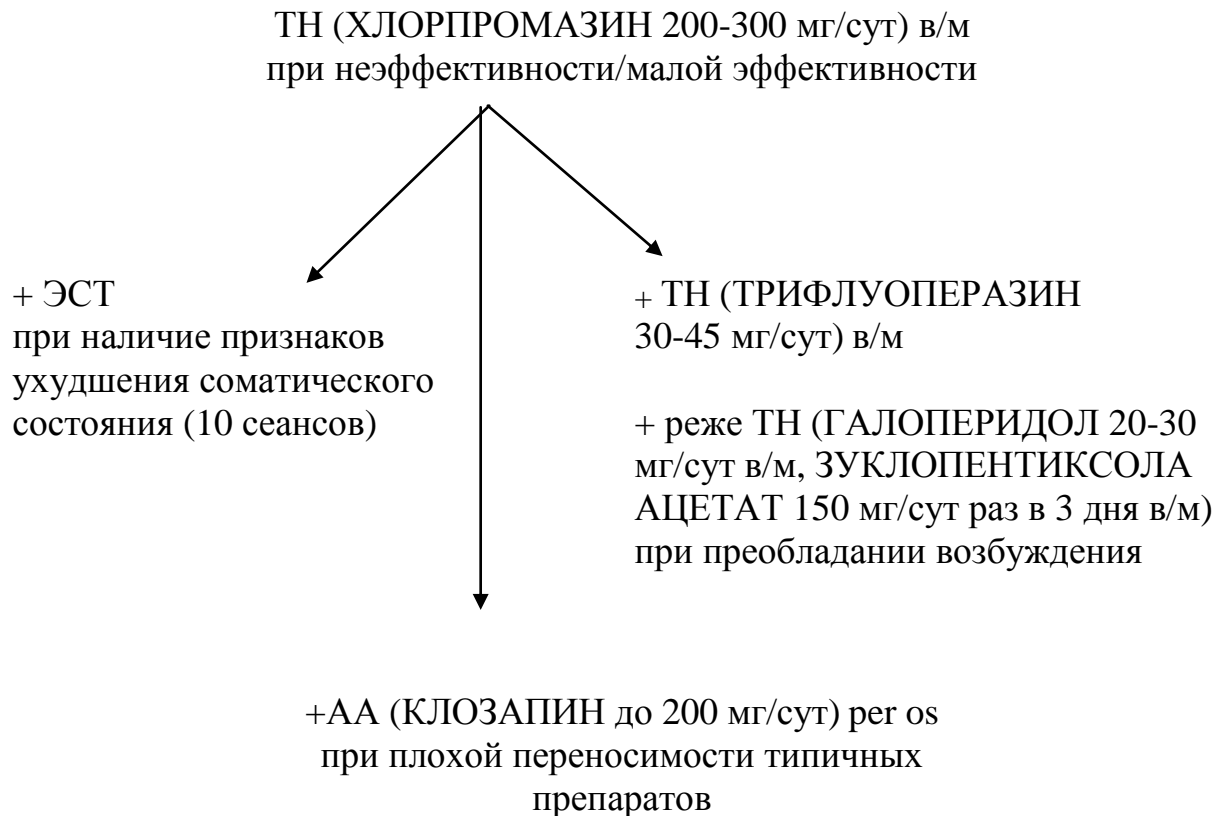 ТН (ХЛОРПРОМАЗИН 200-300 мг/сут) в/м
при неэффективности/малой эффективности
+ ЭСТ
при наличие признаков
ухудшения соматического
состояния (10 сеансов)
+ ТН (ТРИФЛУОПЕРАЗИН
30-45 мг/сут) в/м
+ реже ТН (ГАЛОПЕРИДОЛ 20-30
мг/сут в/м, ЗУКЛОПЕНТИКСОЛА
АЦЕТАТ 150 мг/сут раз в 3 дня в/м)
при преобладании возбуждения
+АА (КЛОЗАПИН до 200 мг/сут) per os
при плохой переносимости типичных
препаратов